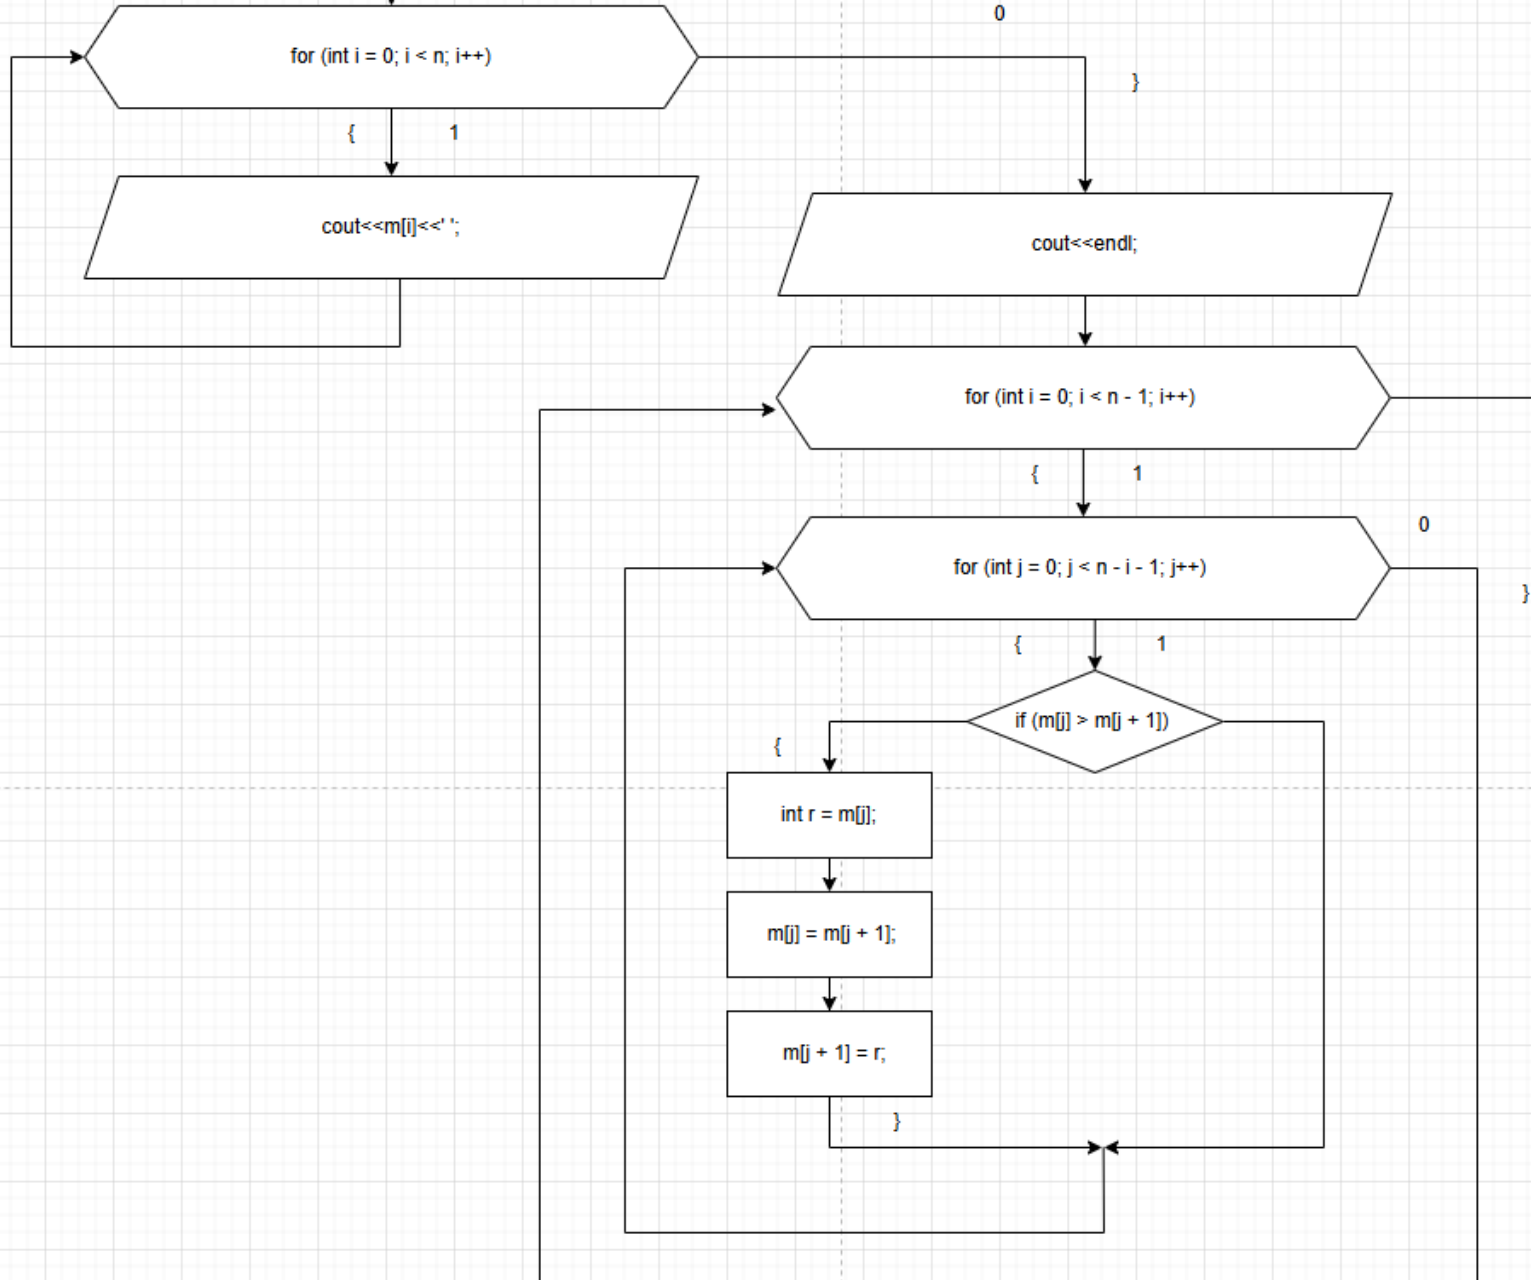 0
for (int i = 0; i < n; i++)
}
{ 1
cout<<m[i]<<' ';
cout<<endl;
for (int i = 0; i < n - 1; i++)
{ 1
0
for (int j = 0; j < n - i - 1; j++)
}
{ 1
if (m[j] > m[j + 1])
{
int r = m[j];
m[j] = m[j + 1];
m[j + 1] = r;
}